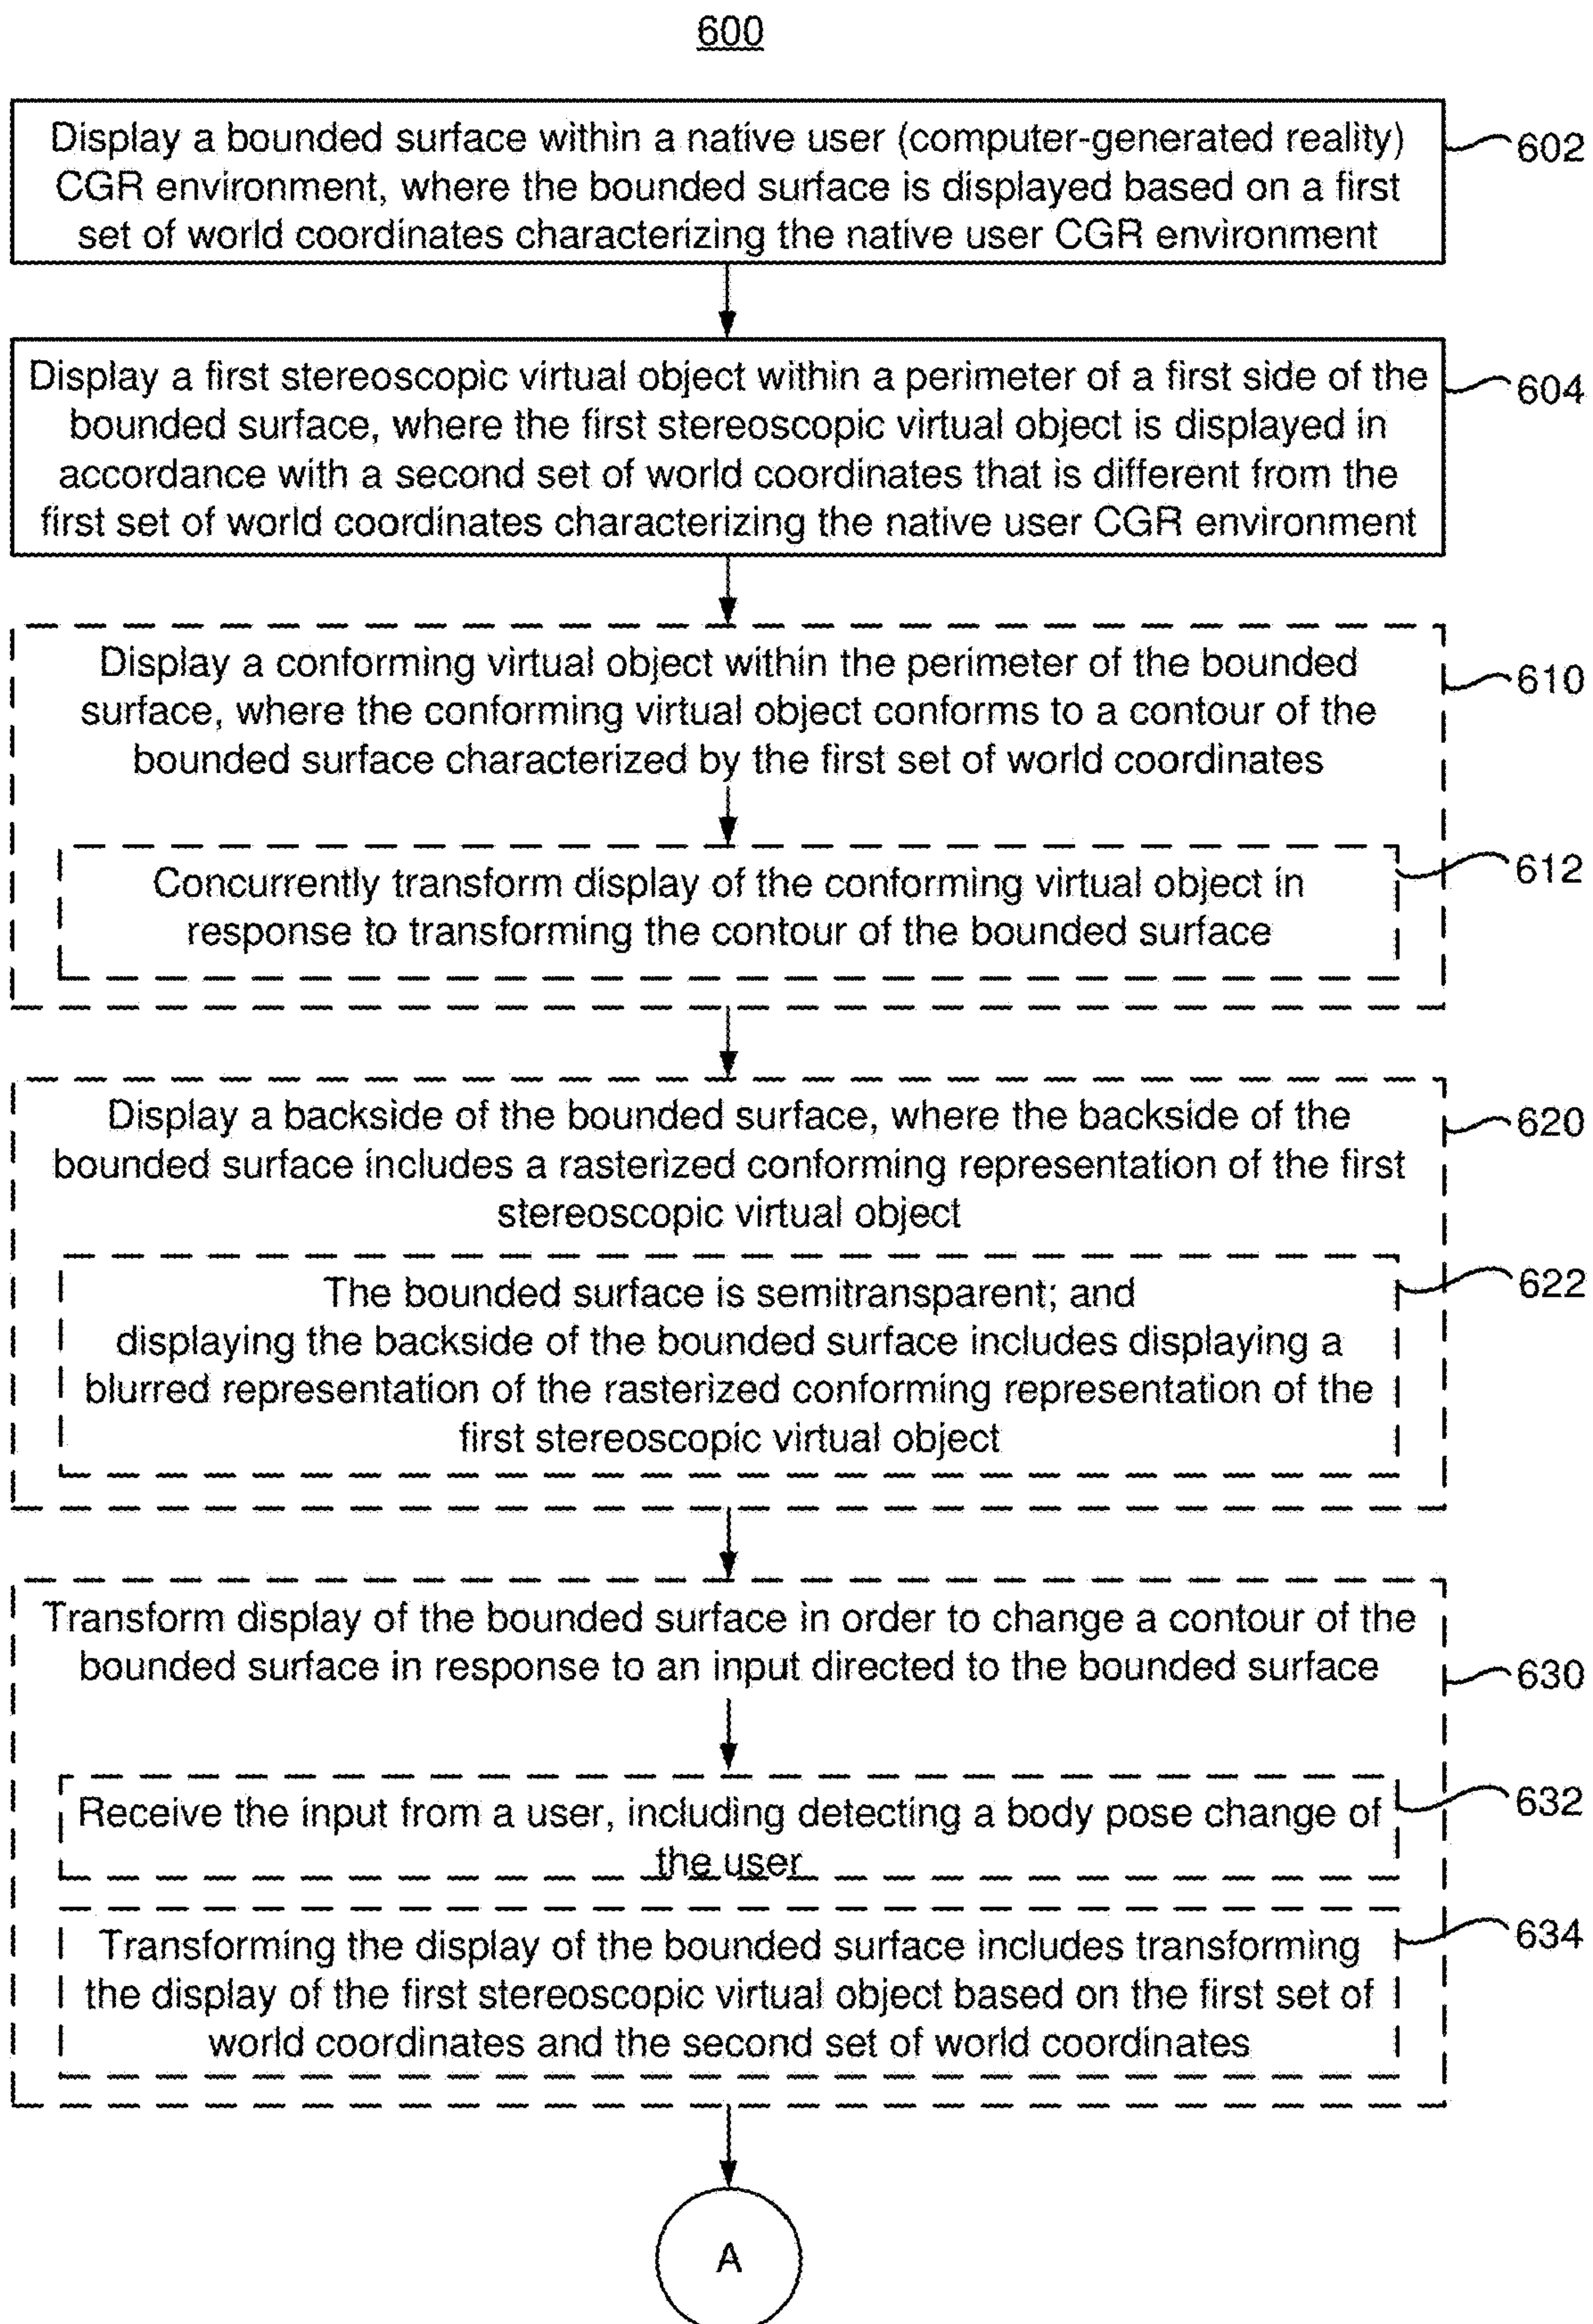 600
Display a bounded surface within a native user (computer-generated reality)
CGR environment, where the bounded surface is displayed based on a first
set of world coordinates characterizing the native user CGR environment
602
Display a first stereoscopic virtual object within a perimeter of a first side of the
bounded surface, where the first stereoscopic virtual object is displayed in
accordance with a second set of world coordinates that is different from the
first set of world coordinates characterizing the native user CGR environment
604
Display a conforming virtual object within the perimeter of the bounded
surface, where the conforming virtual object conforms to a contour of the
bounded surface characterized by the first set of world coordinates
610
Concurrently transform display of the conforming virtual object in
response to transforming the contour of the bounded surface
612
Display a backside of the bounded surface, where the backside of the
bounded surface includes a rasterized conforming representation of the first
stereoscopic virtual object
620
The bounded surface is semitransparent; and
displaying the backside of the bounded surface includes displaying a
blurred representation of the rasterized conforming representation of the
first stereoscopic virtual object
622
Transform display of the bounded surface in order to change a contour of the
bounded surface in response to an input directed to the bounded surface
630
Receive the input from a user, including detecting a body pose change of
the user
632
Transforming the display of the bounded surface includes transforming
the display of the first stereoscopic virtual object based on the first set of
world coordinates and the second set of world coordinates
634
A